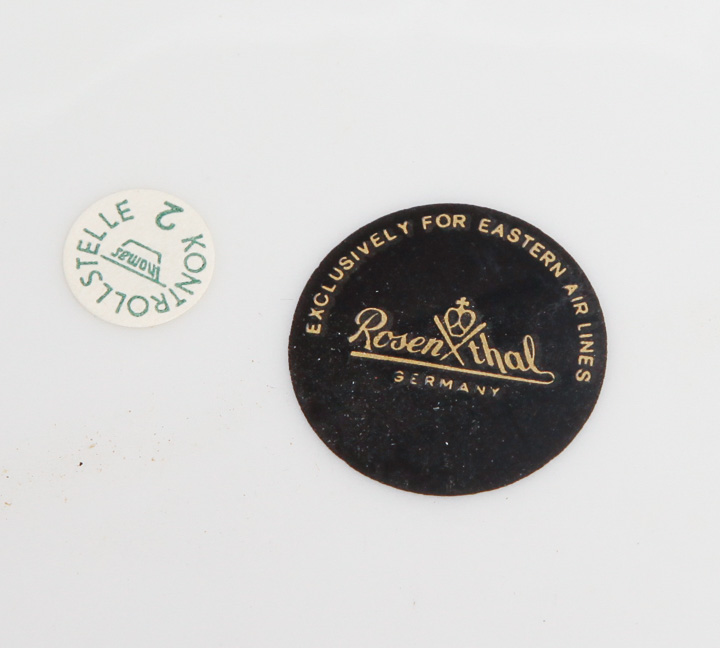 KONTROLLSTELLE 2
thomas
EXCLUSIVELY FOR EASTERN AIR LINES
Rosenthal
GERMANY